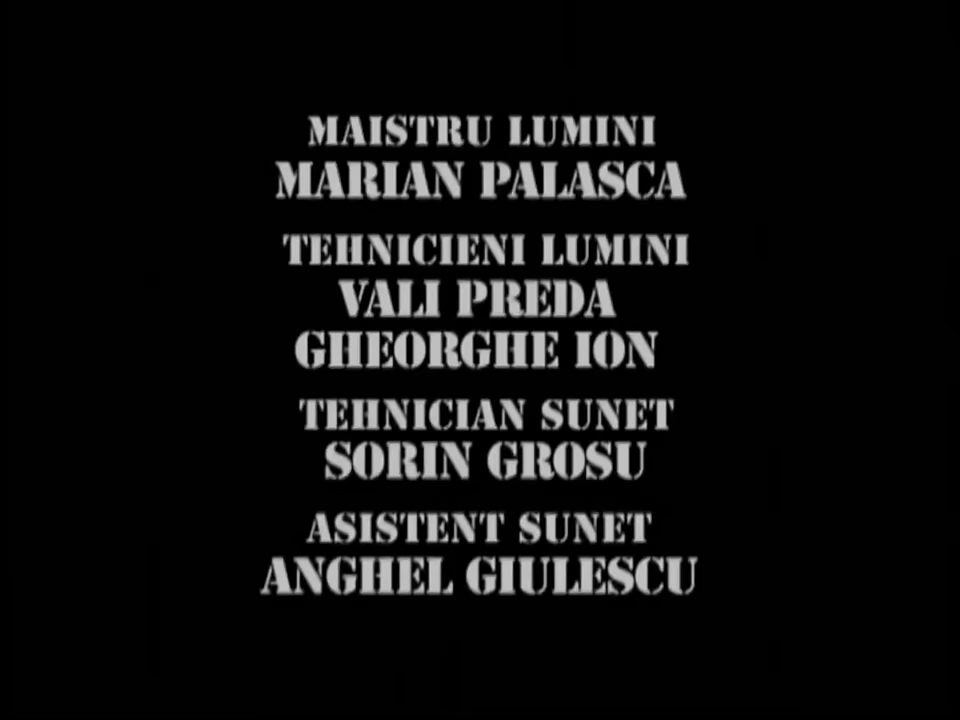 MAISTRU LUMINI
MARIAN PALASCA
TEHNICIENI LUMINI
VALI PREDA
GHEORGHE ION
TEHNICIAN SUNET
SORIN GROSU
ASISTENT SUNET
ANGHEL GIULESCU